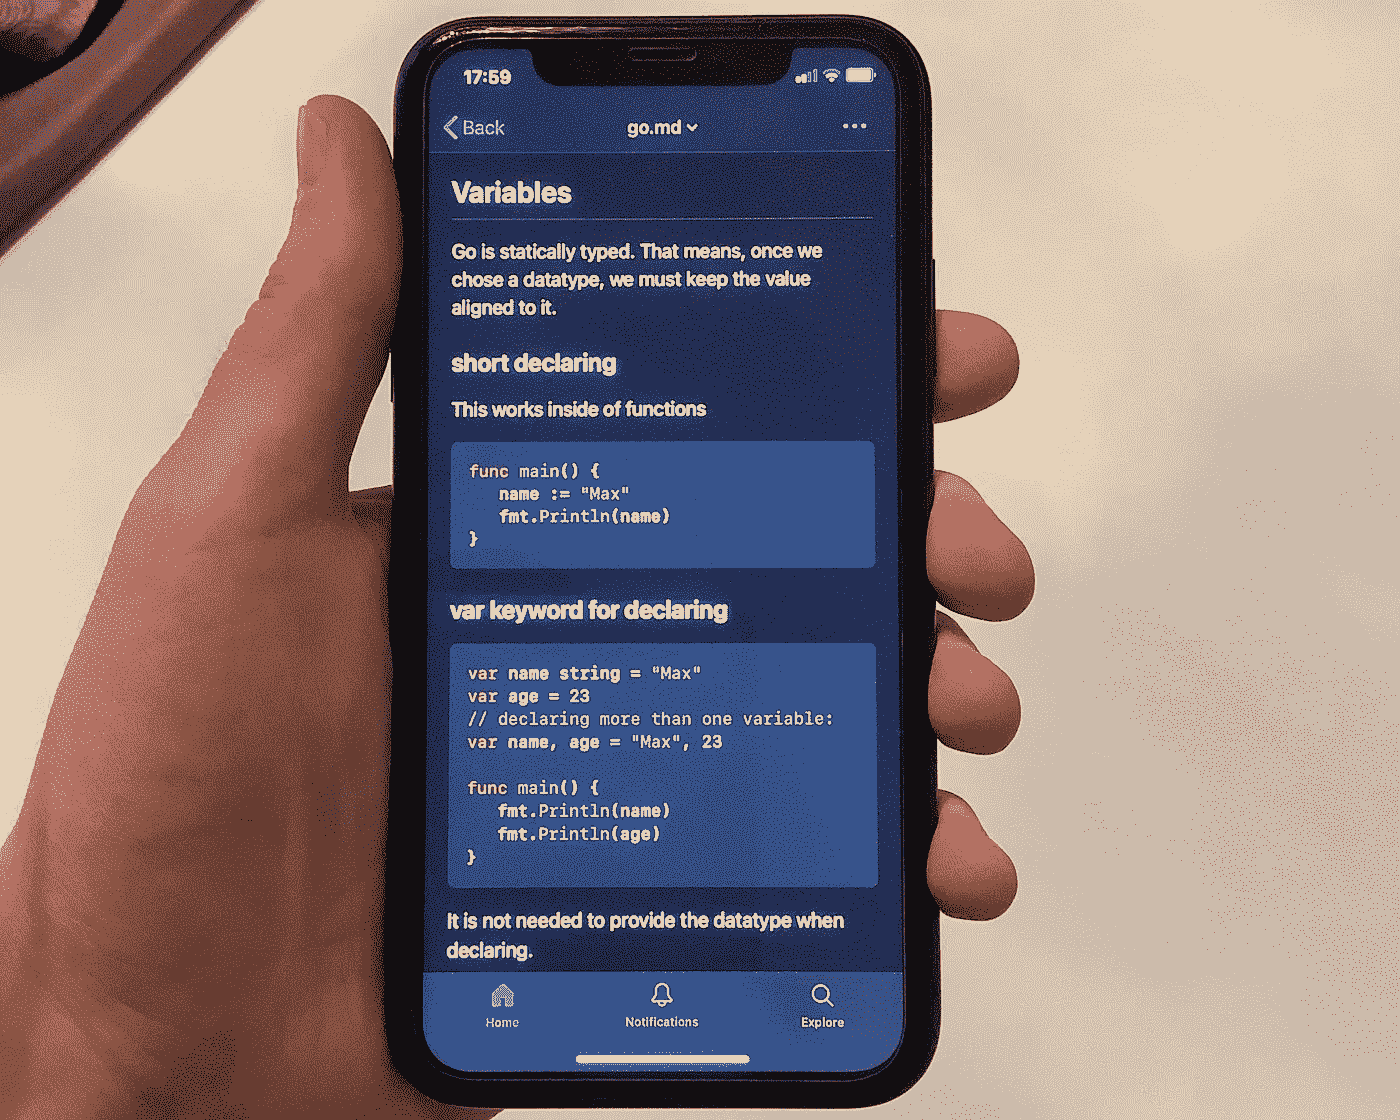 17:59
Back
go.md
Variables
Go is statically typed. That means, once we
chose a datatype, we must keep the value
aligned to it.
short declaring
This works inside of functions
func main() {
   name := "Max"
   fmt.Println(name)
}
var keyword for declaring
var name string = "Max"
var age = 23
// declaring more than one variable:
var name, age = "Max", 23
func main() {
   fmt.Println(name)
   fmt.Println(age)
}
It is not needed to provide the datatype when
declaring.
Home
Notifications
Explore